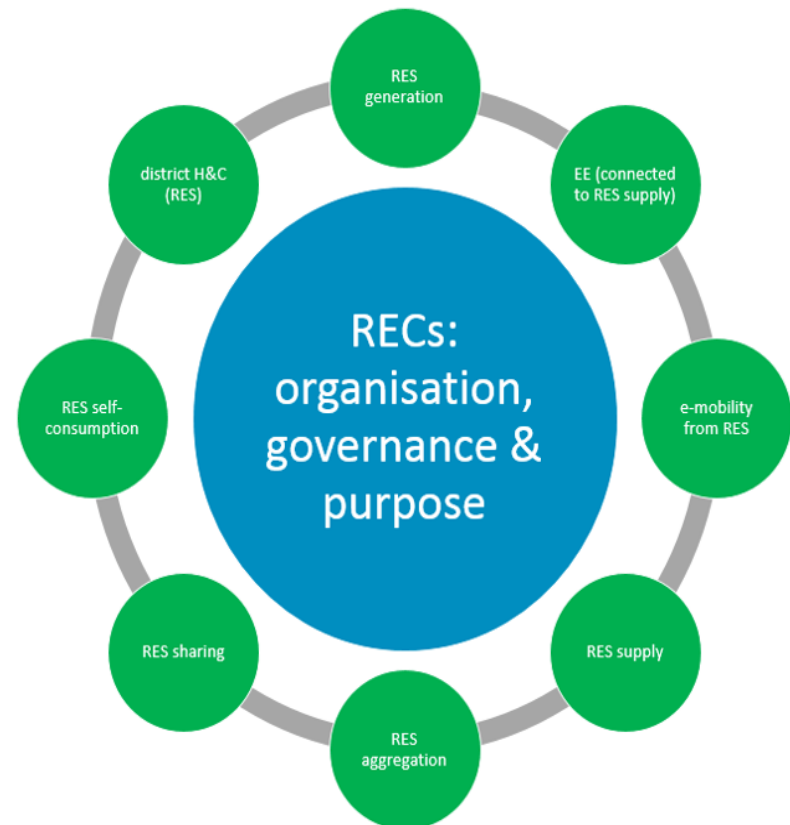 RES
generation
EE (connected
to RES supply)
e-mobility
from RES
RES supply
RES
aggregation
RES sharing
RES self-
consumption
district H&C
(RES)
RECs:
organisation,
governance &
purpose